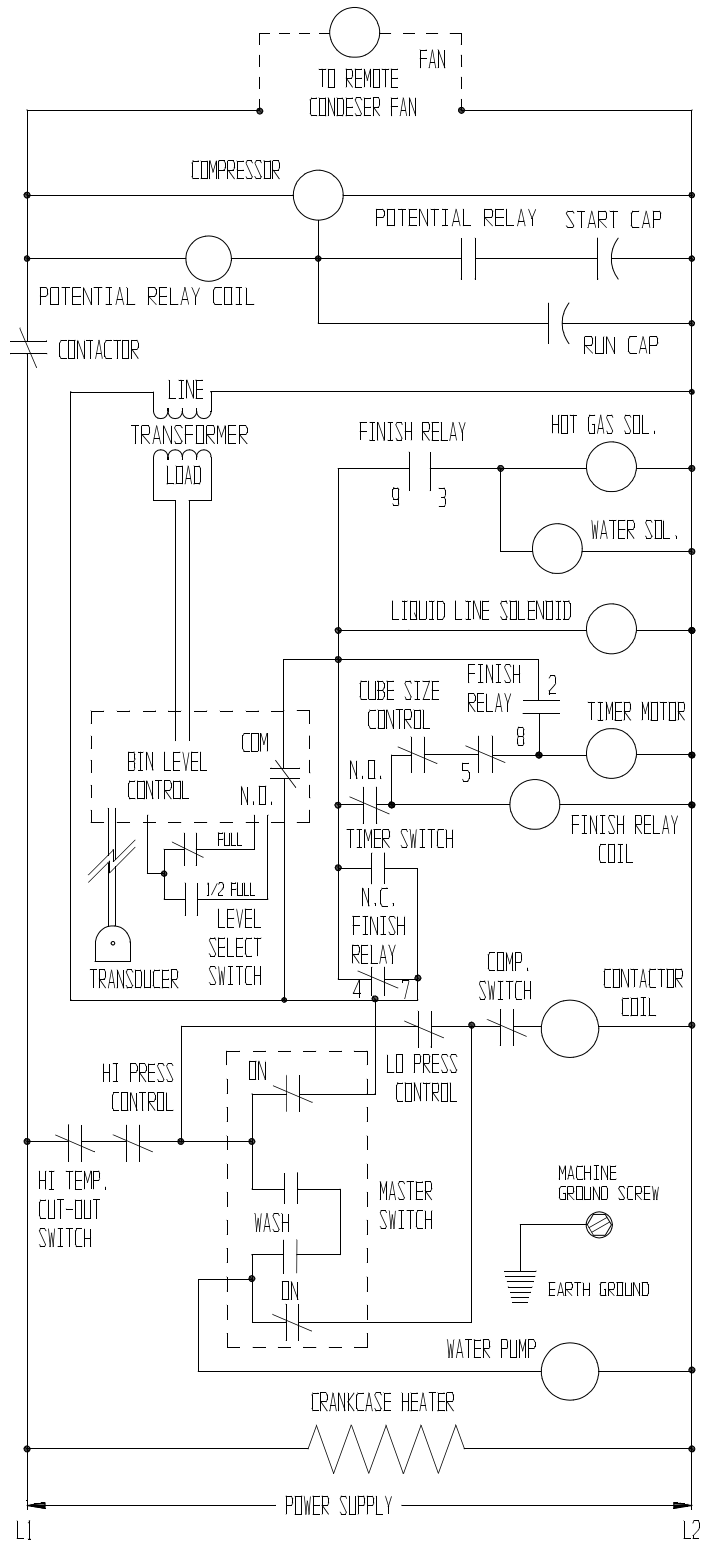 FAN
TO REMOTE
CONDESER FAN
COMPRESSOR
POTENTIAL RELAY
START CAP
POTENTIAL RELAY COIL
CONTACTOR
RUN CAP
LINE
TRANSFORMER
LOAD
FINISH RELAY
HOT GAS SOL.
9
3
WATER SOL.
LIQUID LINE SOLENOID
FINISH
RELAY
2
CUBE SIZE
CONTROL
TIMER MOTOR
8
5
COM
BIN LEVEL
CONTROL
N.O.
N.O.
TIMER SWITCH
FINISH RELAY
COIL
FULL
1/2 FULL
LEVEL
SELECT
SWITCH
N.C.
FINISH
RELAY
4
7
TRANSDUCER
COMP.
SWITCH
CONTACTOR
COIL
LO PRESS
CONTROL
ON
HI PRESS
CONTROL
HI TEMP.
CUT-OUT
SWITCH
WASH
MASTER
SWITCH
MACHINE
GROUND SCREW
EARTH GROUND
ON
WATER PUMP
CRANKCASE HEATER
POWER SUPPLY
L1
L2